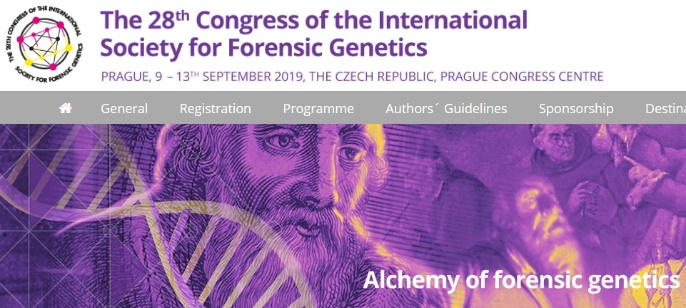 THE 28TH CONGRESS OF THE INTERNATIONAL
SOCIETY FOR FORENSIC GENETICS
The 28th Congress of the International
Society for Forensic Genetics
PRAGUE, 9 – 13TH SEPTEMBER 2019, THE CZECH REPUBLIC, PRAGUE CONGRESS CENTRE
General Registration Programme Authors´ Guidelines Sponsorship Destina
Alchemy of forensic genetics